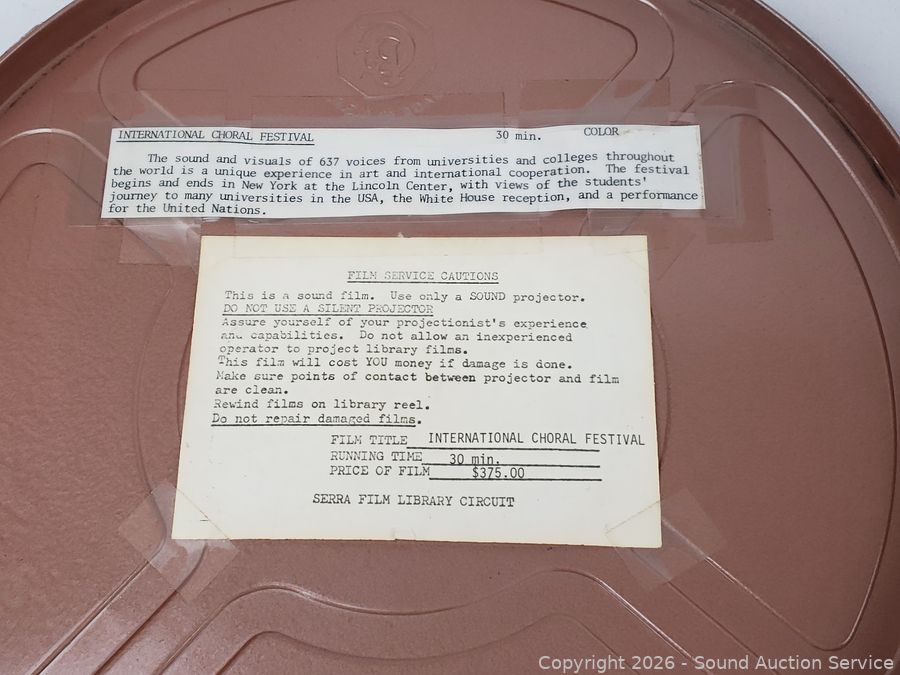 INTERNATIONAL CHORAL FESTIVAL 30 min. COLOR
The sound and visuals of 637 voices from universities and colleges throughout
the world is a unique experience in art and international cooperation. The festival
begins and ends in New York at the Lincoln Center, with views of the students'
journey to many universities in the USA, the White House reception, and a performance
for the United Nations.
FILM SERVICE CAUTIONS
This is a sound film. Use only a SOUND projector.
DO NOT USE A SILENT PROJECTOR
Assure yourself of your projectionist's experience
and capabilities. Do not allow an inexperienced
operator to project library films.
This film will cost YOU money if damage is done.
Make sure points of contact between projector and film
are clean.
Rewind films on library reel.
Do not repair damaged films.
FILM TITLE INTERNATIONAL CHORAL FESTIVAL
RUNNING TIME 30 min.
PRICE OF FILM $375.00
SERRA FILM LIBRARY CIRCUIT
Copyright © 2026 - Sound Auction Service